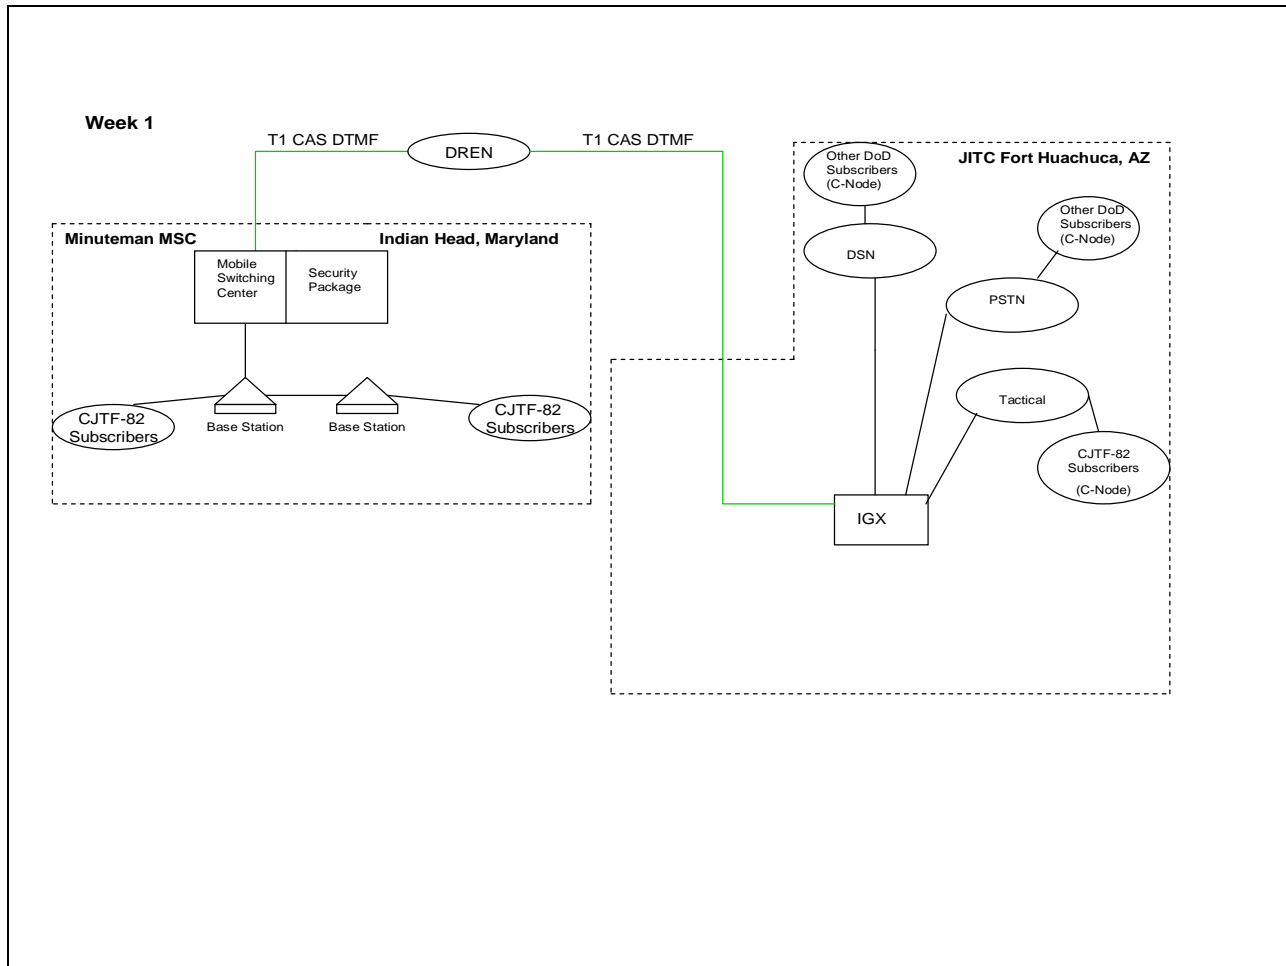 Week 1
T1 CAS DTMF
DREN
T1 CAS DTMF
Minuteman MSC
Indian Head, Maryland
Mobile
Switching
Center
Security
Package
CJTF-82
Subscribers
Base Station
Base Station
CJTF-82
Subscribers
JITC Fort Huachuca, AZ
Other DoD
Subscribers
(C-Node)
DSN
Other DoD
Subscribers
(C-Node)
PSTN
Tactical
CJTF-82
Subscribers
(C-Node)
IGX